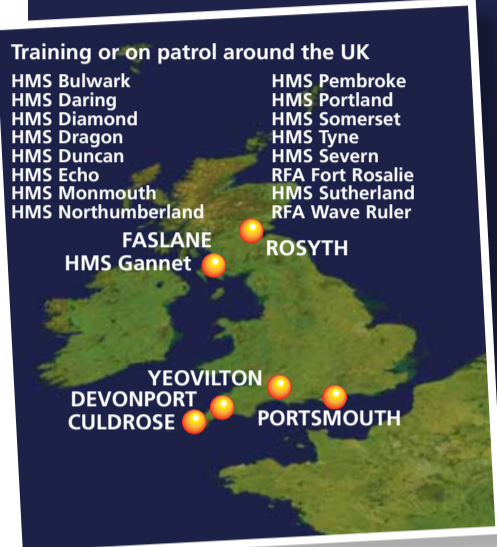 Training or on patrol around the UK
HMS Bulwark
HMS Daring
HMS Diamond
HMS Dragon
HMS Duncan
HMS Echo
HMS Monmouth
HMS Northumberland
HMS Pembroke
HMS Portland
HMS Somerset
HMS Tyne
HMS Severn
RFA Fort Rosalie
HMS Sutherland
RFA Wave Ruler
FASLANE
HMS Gannet
ROSYTH
YEOVILTON
DEVONPORT
CULDROSE
PORTSMOUTH